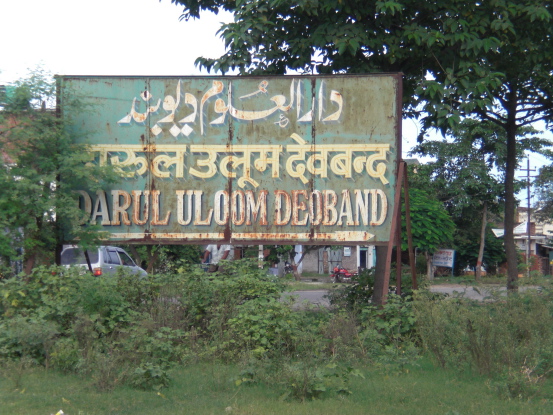 دارالعلوم دیوبند
दारूल उलूम देवबन्द
DARUL ULOOM DEOBAND